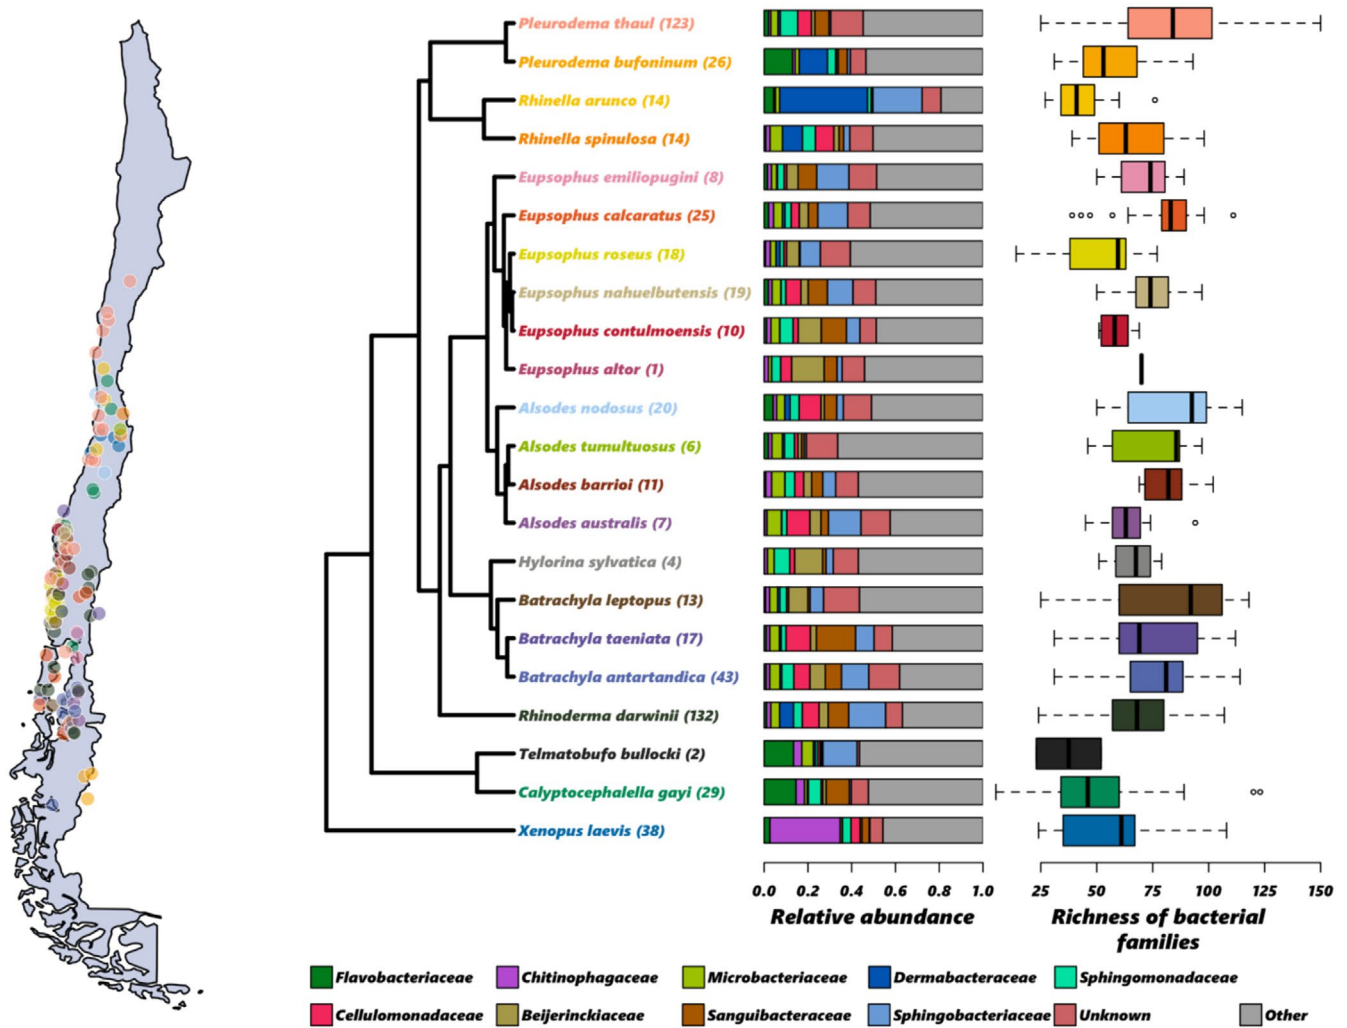 Pleurodema thaul (123)
Pleurodema bufoninum (26)
Rhinella arunco (14)
Rhinella spinulosa (14)
Eupsophus emiliopugini (8)
Eupsophus calcaratus (25)
Eupsophus roseus (18)
Eupsophus nahuelbutensis (19)
Eupsophus contulmoensis (10)
Eupsophus altor (1)
Alsodes nodosus (20)
Alsodes tumultuosus (6)
Alsodes barrioi (11)
Alsodes australis (7)
Hylorina sylvatica (4)
Batrachyla leptopus (13)
Batrachyla taeniata (17)
Batrachyla antartandica (43)
Rhinoderma darwinii (132)
Telmatobufo bullocki (2)
Calyptocephalella gayi (29)
Xenopus laevis (38)
0.0 0.2 0.4 0.6 0.8 1.0
Relative abundance
25 50 75 100 125 150
Richness of bacterial
families
Flavobacteriaceae Chitinophagaceae Microbacteriaceae Dermabacteraceae Sphingomonadaceae
Cellulomonadaceae Beijerinckiaceae Sanguibacteraceae Sphingobacteriaceae Unknown Other